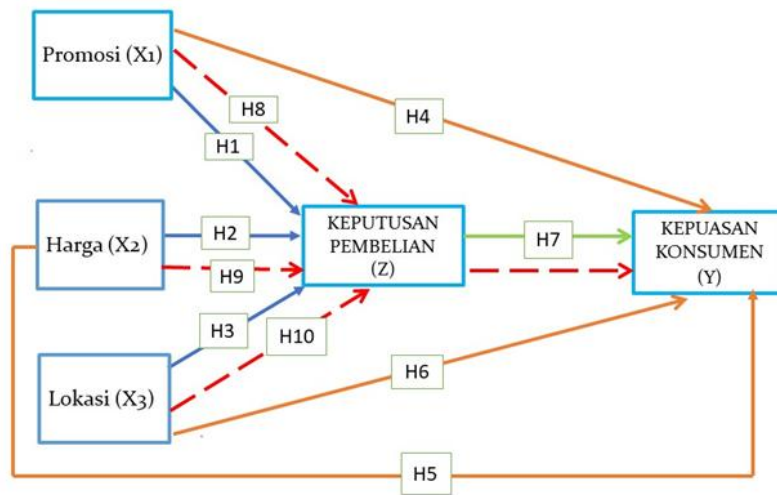 Promosi (X1)
H8
H4
H1
Harga (X2)
H2
H9
KEPUTUSAN
PEMBELIAN
(Z)
H7
KEPUASAN
KONSUMEN
(Y)
H3
H10
Lokasi (X3)
H6
H5